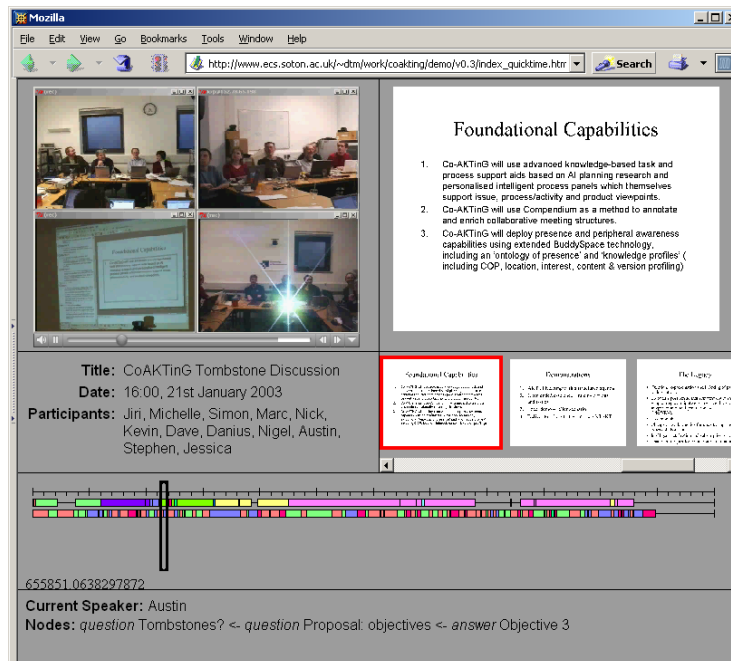 Mozilla
File Edit View Go Bookmarks Tools Window Help
http://www.ecs.soton.ac.uk/~dtm/work/coakting/demo/v0.3/index_quicktime.htm Search
Foundational Capabilities
1. Co-AKTinG will use advanced knowledge-based task and
process support aids based on AI planning research and
personalised intelligent process panels which themselves
support issue, process/activity and product viewpoints.
2. Co-AKTinG will use Compendium as a method to annotate
and enrich collaborative meeting structures.
3. Co-AKTinG will deploy presence and peripheral awareness
capabilities using extended BuddySpace technology,
including an 'ontology of presence' and 'knowledge profiles' (
including COP, location, interest, content & version profiling)
Title: CoAKTinG Tombstone Discussion
Date: 16:00, 21st January 2003
Participants: Jiri, Michelle, Simon, Marc, Nick,
Kevin, Dave, Danius, Nigel, Austin,
Stephen, Jessica
Foundational Capabilities
Demonstrations
The Legacy
655851.0638297872
Current Speaker: Austin
Nodes: question Tombstones? <- question Proposal: objectives <- answer Objective 3